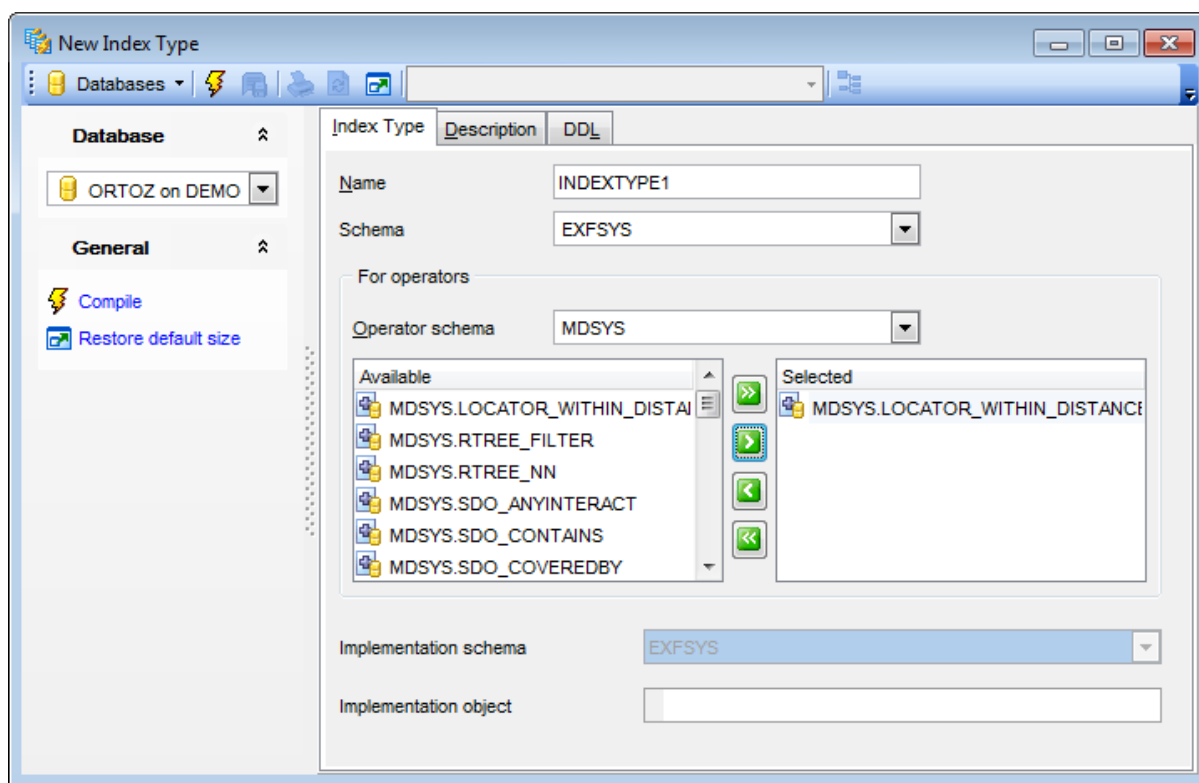 New Index Type
Databases
Database
ORTOZ on DEMO
General
Compile
Restore default size
Index Type Description DDL
Name INDEXTYPE1
Schema EXFSYS
For operators
Operator schema MDSYS
Available
MDSYS.LOCATOR_WITHIN_DISTA
MDSYS.RTREE_FILTER
MDSYS.RTREE_NN
MDSYS.SDO_ANYINTERACT
MDSYS.SDO_CONTAINS
MDSYS.SDO_COVEREDBY
Selected
MDSYS.LOCATOR_WITHIN_DISTANCE
Implementation schema EXFSYS
Implementation object